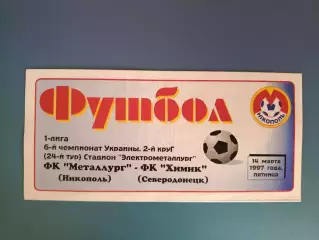 Футбол
М
НИКОПОЛЬ
1-лига
6-й чемпионат Украины. 2-й круг
(24-й тур) Стадион "Электрометаллург"
ФК "Металлург" - ФК "Химик"
(Никополь) (Северодонецк)
14 марта
1997 года,
пятница